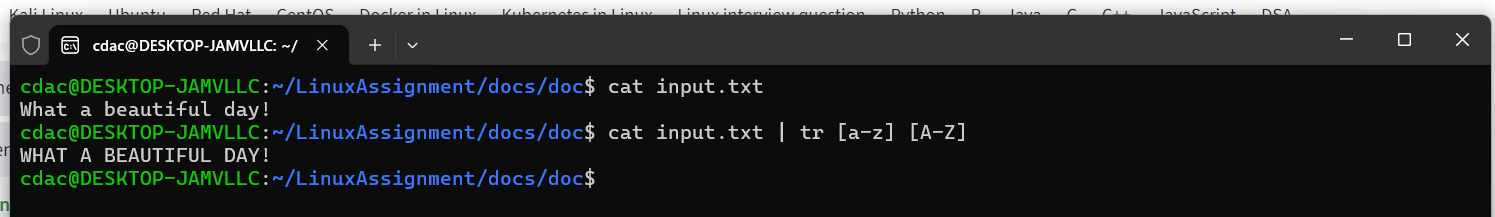 Kali Linux Ubuntu Red Hat CentOS Docker in Linux Kubernetes in Linux Linux interview question Python R Java C C++ JavaScript DSA
cdac@DESKTOP-JAMVLLC: ~/
cdac@DESKTOP-JAMVLLC:~/LinuxAssignment/docs/doc$ cat input.txt
What a beautiful day!
cdac@DESKTOP-JAMVLLC:~/LinuxAssignment/docs/doc$ cat input.txt | tr [a-z] [A-Z]
WHAT A BEAUTIFUL DAY!
cdac@DESKTOP-JAMVLLC:~/LinuxAssignment/docs/doc$